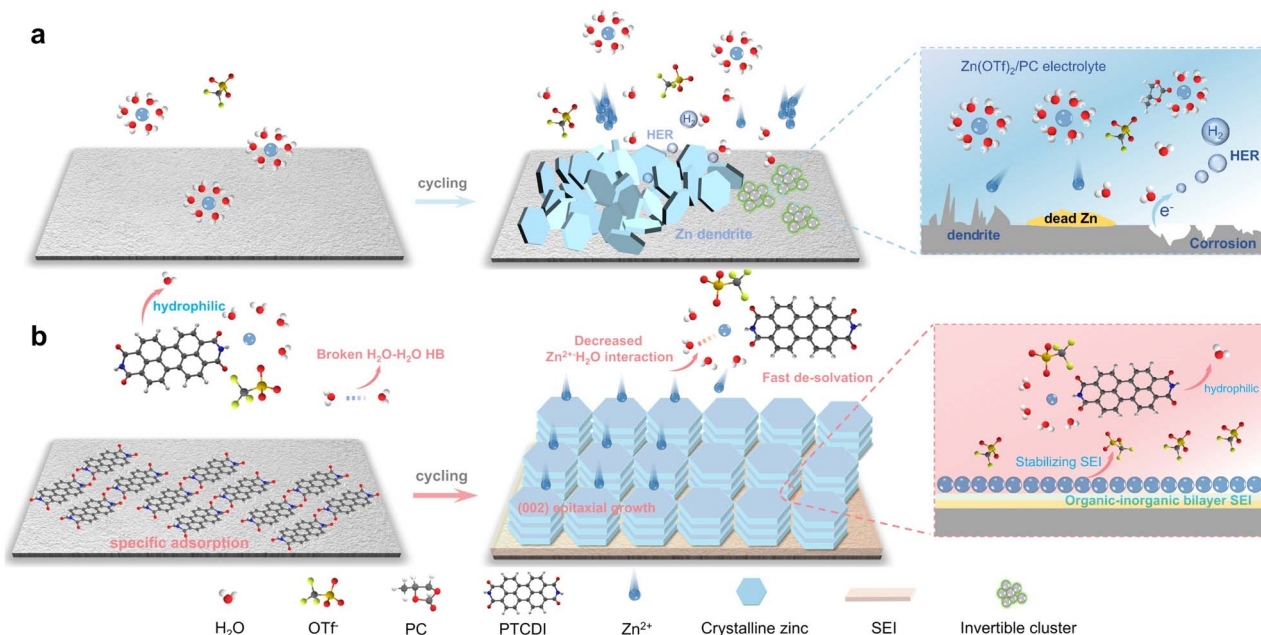 a
cycling
HER
H₂
Zn dendrite
Zn(OTf)₂/PC electrolyte
H₂
HER
e⁻
dendrite
dead Zn
Corrosion
b
hydrophilic
Broken H₂O-H₂O HB
specific adsorption
cycling
Decreased
Zn²⁺-H₂O interaction
Fast de-solvation
(002) epitaxial growth
hydrophilic
Stabilizing SEI
Organic-inorganic bilayer SEI
H₂O
OTf⁻
PC
PTCDI
Zn²⁺
Crystalline zinc
SEI
Invertible cluster